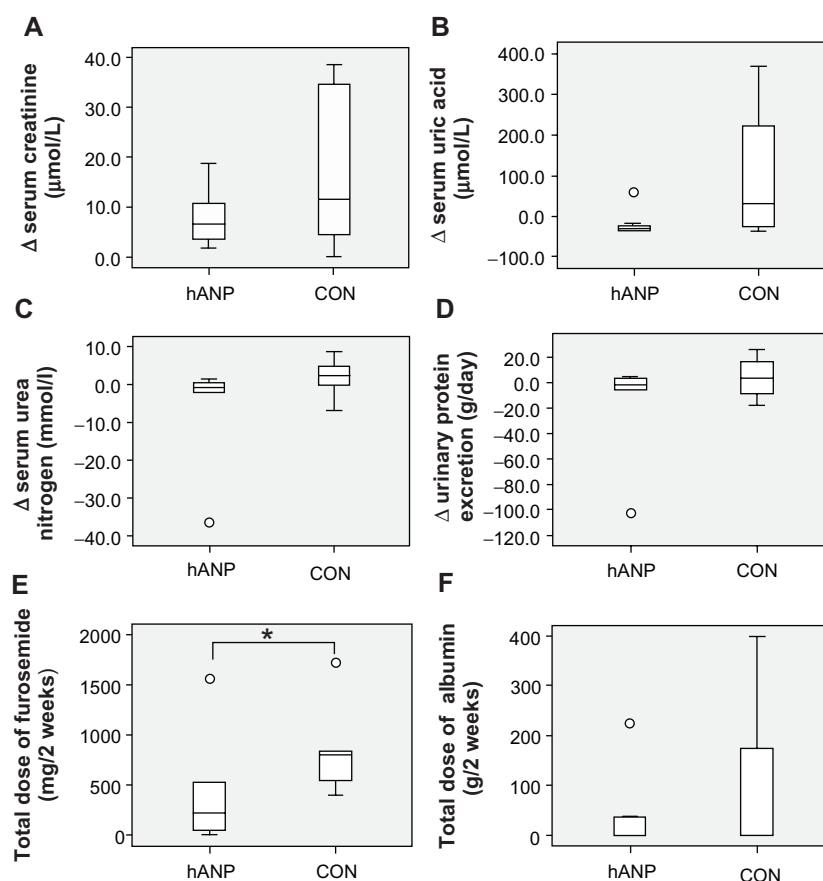 A
Δ serum creatinine
(μmol/L)
40.0
30.0
20.0
10.0
0.0
hANP
CON
B
Δ serum uric acid
(μmol/L)
400.0
300.0
200.0
100.0
0.0
−100.0
hANP
CON
C
Δ serum urea
nitrogen (mmol/l)
10.0
0.0
−10.0
−20.0
−30.0
−40.0
hANP
CON
D
Δ urinary protein
excretion (g/day)
20.0
0.0
−20.0
−40.0
−60.0
−80.0
−100.0
−120.0
hANP
CON
E
Total dose of furosemide
(mg/2 weeks)
2000
1500
1000
500
0
*
hANP
CON
F
Total dose of albumin
(g/2 weeks)
400
300
200
100
0
hANP
CON